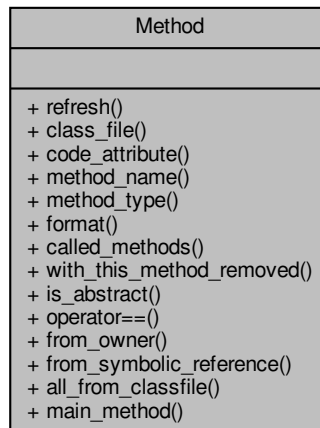 Method
+ refresh()
+ class_file()
+ code_attribute()
+ method_name()
+ method_type()
+ format()
+ called_methods()
+ with_this_method_removed()
+ is_abstract()
+ operator==()
+ from_owner()
+ from_symbolic_reference()
+ all_from_classfile()
+ main_method()